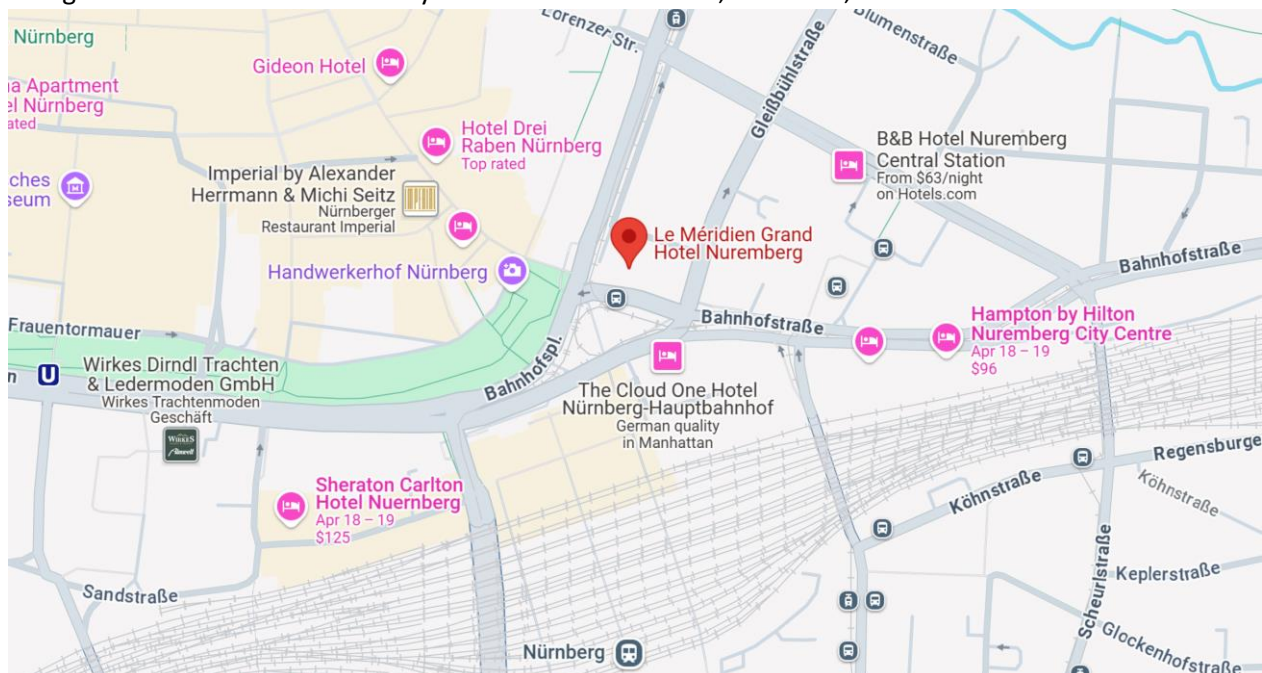 Nürnberg
Gideon Hotel
Lorenzer Str.
Gleißbühlstraße
Blumenstraße
na Apartment
el Nürnberg
ated
Hotel Drei
Raben Nürnberg
Top rated
B&B Hotel Nuremberg
Central Station
From $63/night
on Hotels.com
Imperial by Alexander
Herrmann & Michi Seitz
Nürnberger
Restaurant Imperial
IMPERIAL
ches
seum
Le Méridien Grand
Hotel Nuremberg
Handwerkerhof Nürnberg
Bahnhofstraße
Frauentormauer
Bahnhofstraße
Hampton by Hilton
Nuremberg City Centre
Apr 18 – 19
$96
Bahnhofspl.
n
U
Wirkes Dirndl Trachten
& Ledermoden GmbH
Wirkes Trachtenmoden
Geschäft
WIRKES
The Cloud One Hotel
Nürnberg-Hauptbahnhof
German quality
in Manhattan
Sheraton Carlton
Hotel Nuernberg
Apr 18 – 19
$125
Köhnstraße
Regensburge
Köhnstraße
Sandstraße
Keplerstraße
Scheurlstraße
Glockenhofstraße
Nürnberg